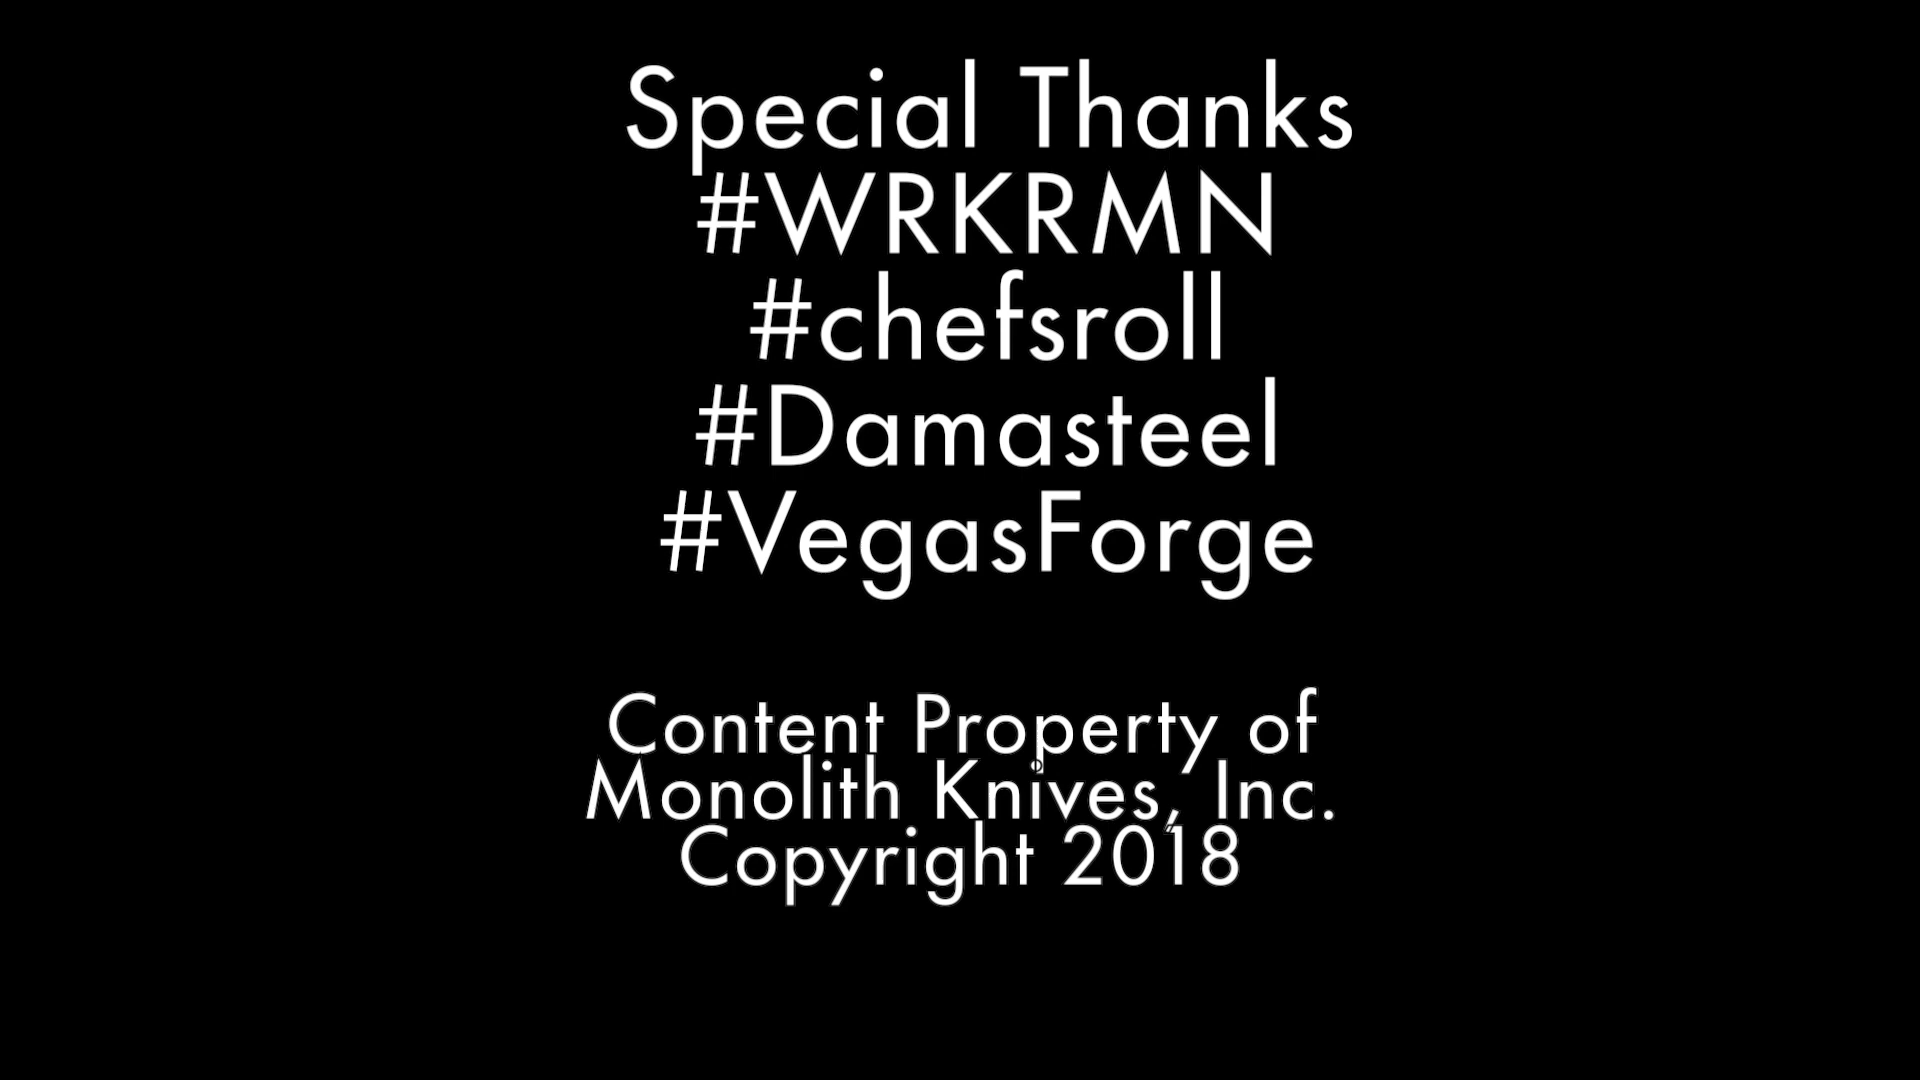 Special Thanks
#WRKRMN
#chefsroll
#Damasteel
#VegasForge
Content Property of
Monolith Knives, Inc.
Copyright 2018